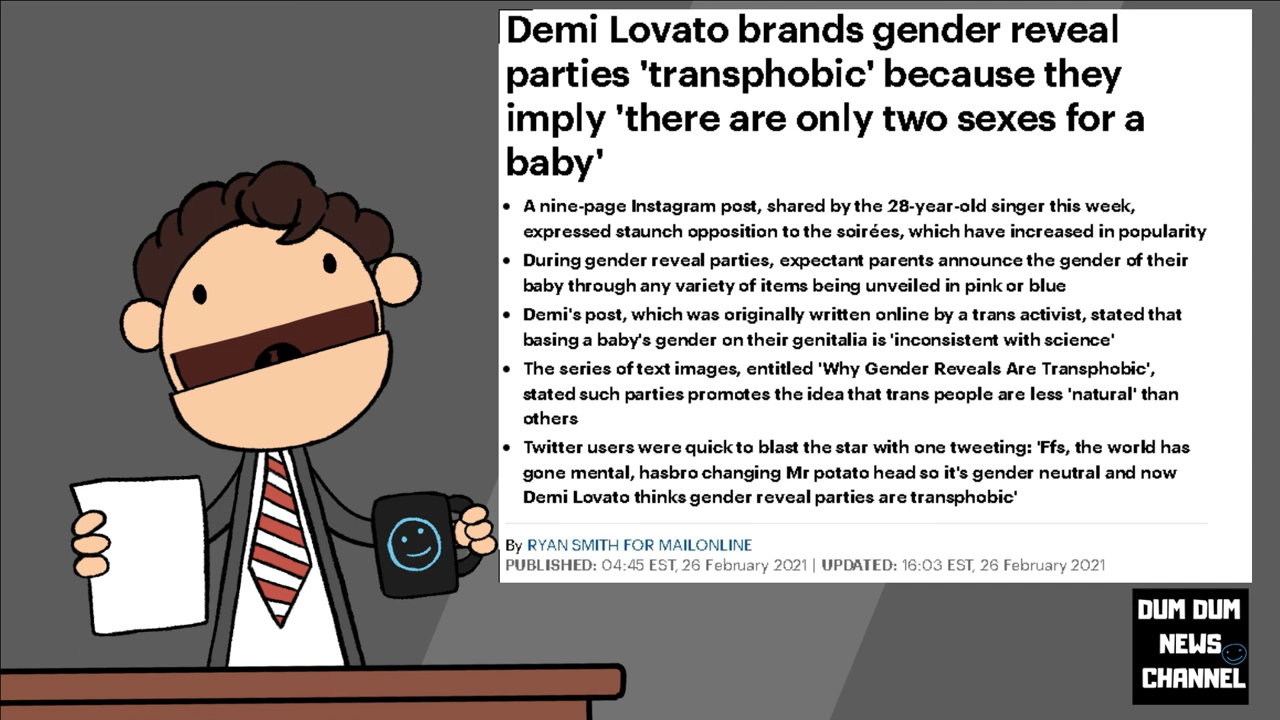 Demi Lovato brands gender reveal
parties 'transphobic' because they
imply 'there are only two sexes for a
baby'
• A nine-page Instagram post, shared by the 28-year-old singer this week,
expressed staunch opposition to the soirées, which have increased in popularity
• During gender reveal parties, expectant parents announce the gender of their
baby through any variety of items being unveiled in pink or blue
• Demi's post, which was originally written online by a trans activist, stated that
basing a baby's gender on their genitalia is 'inconsistent with science'
• The series of text images, entitled 'Why Gender Reveals Are Transphobic',
stated such parties promotes the idea that trans people are less 'natural' than
others
• Twitter users were quick to blast the star with one tweeting: 'Ffs, the world has
gone mental, hasbro changing Mr potato head so it's gender neutral and now
Demi Lovato thinks gender reveal parties are transphobic'
By RYAN SMITH FOR MAILONLINE
PUBLISHED: 04:45 EST, 26 February 2021 | UPDATED: 16:03 EST, 26 February 2021
DUM DUM
NEWS
CHANNEL